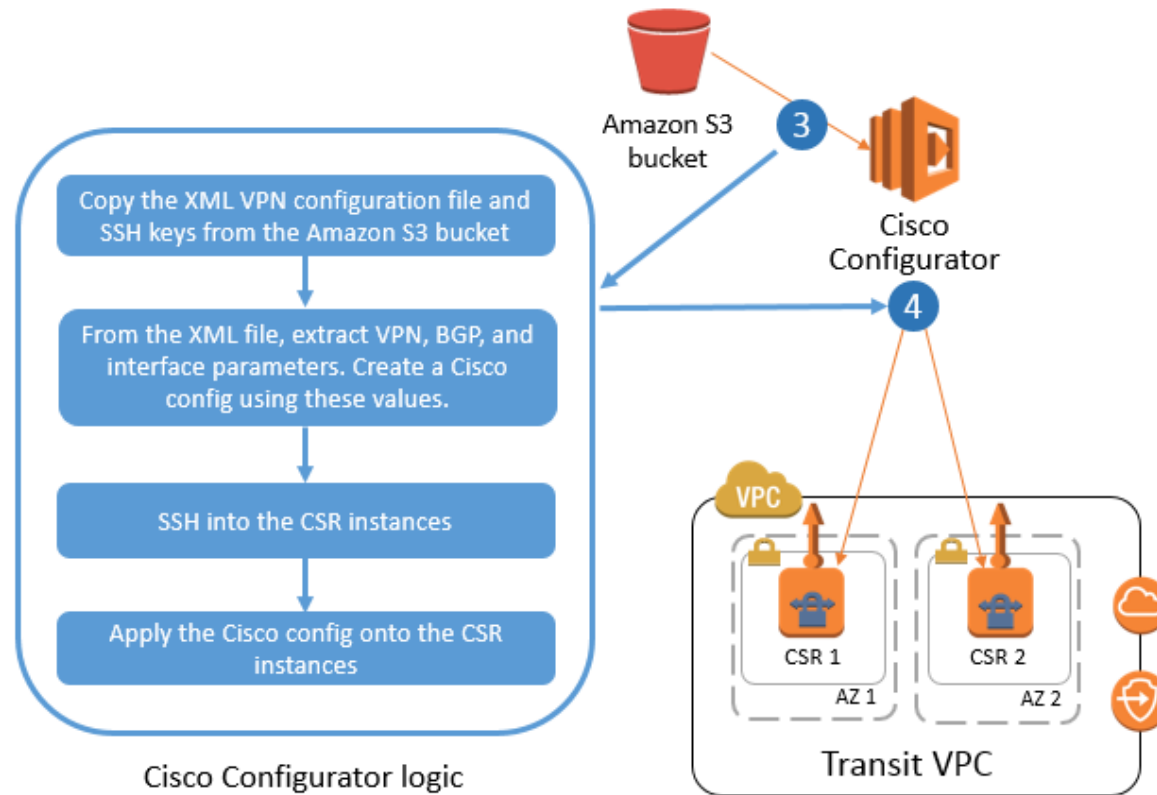 Amazon S3
bucket
3
Cisco
Configurator
4
Copy the XML VPN configuration file and
SSH keys from the Amazon S3 bucket
From the XML file, extract VPN, BGP, and
interface parameters. Create a Cisco
config using these values.
SSH into the CSR instances
Apply the Cisco config onto the CSR
instances
Cisco Configurator logic
VPC
CSR 1
AZ 1
CSR 2
AZ 2
Transit VPC